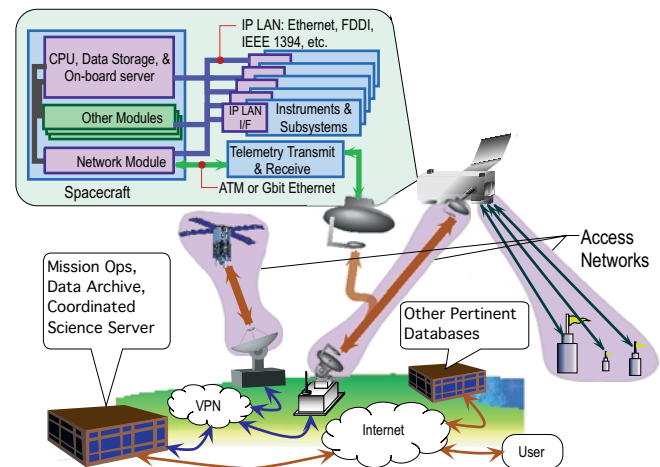 IP LAN: Ethernet, FDDI,
IEEE 1394, etc.
CPU, Data Storage, &
On-board server
Other Modules
IP LAN
I/F
Instruments &
Subsystems
Network Module
Telemetry Transmit
& Receive
Spacecraft
ATM or Gbit Ethernet
Access
Networks
Mission Ops,
Data Archive,
Coordinated
Science Server
Other Pertinent
Databases
VPN
Internet
User